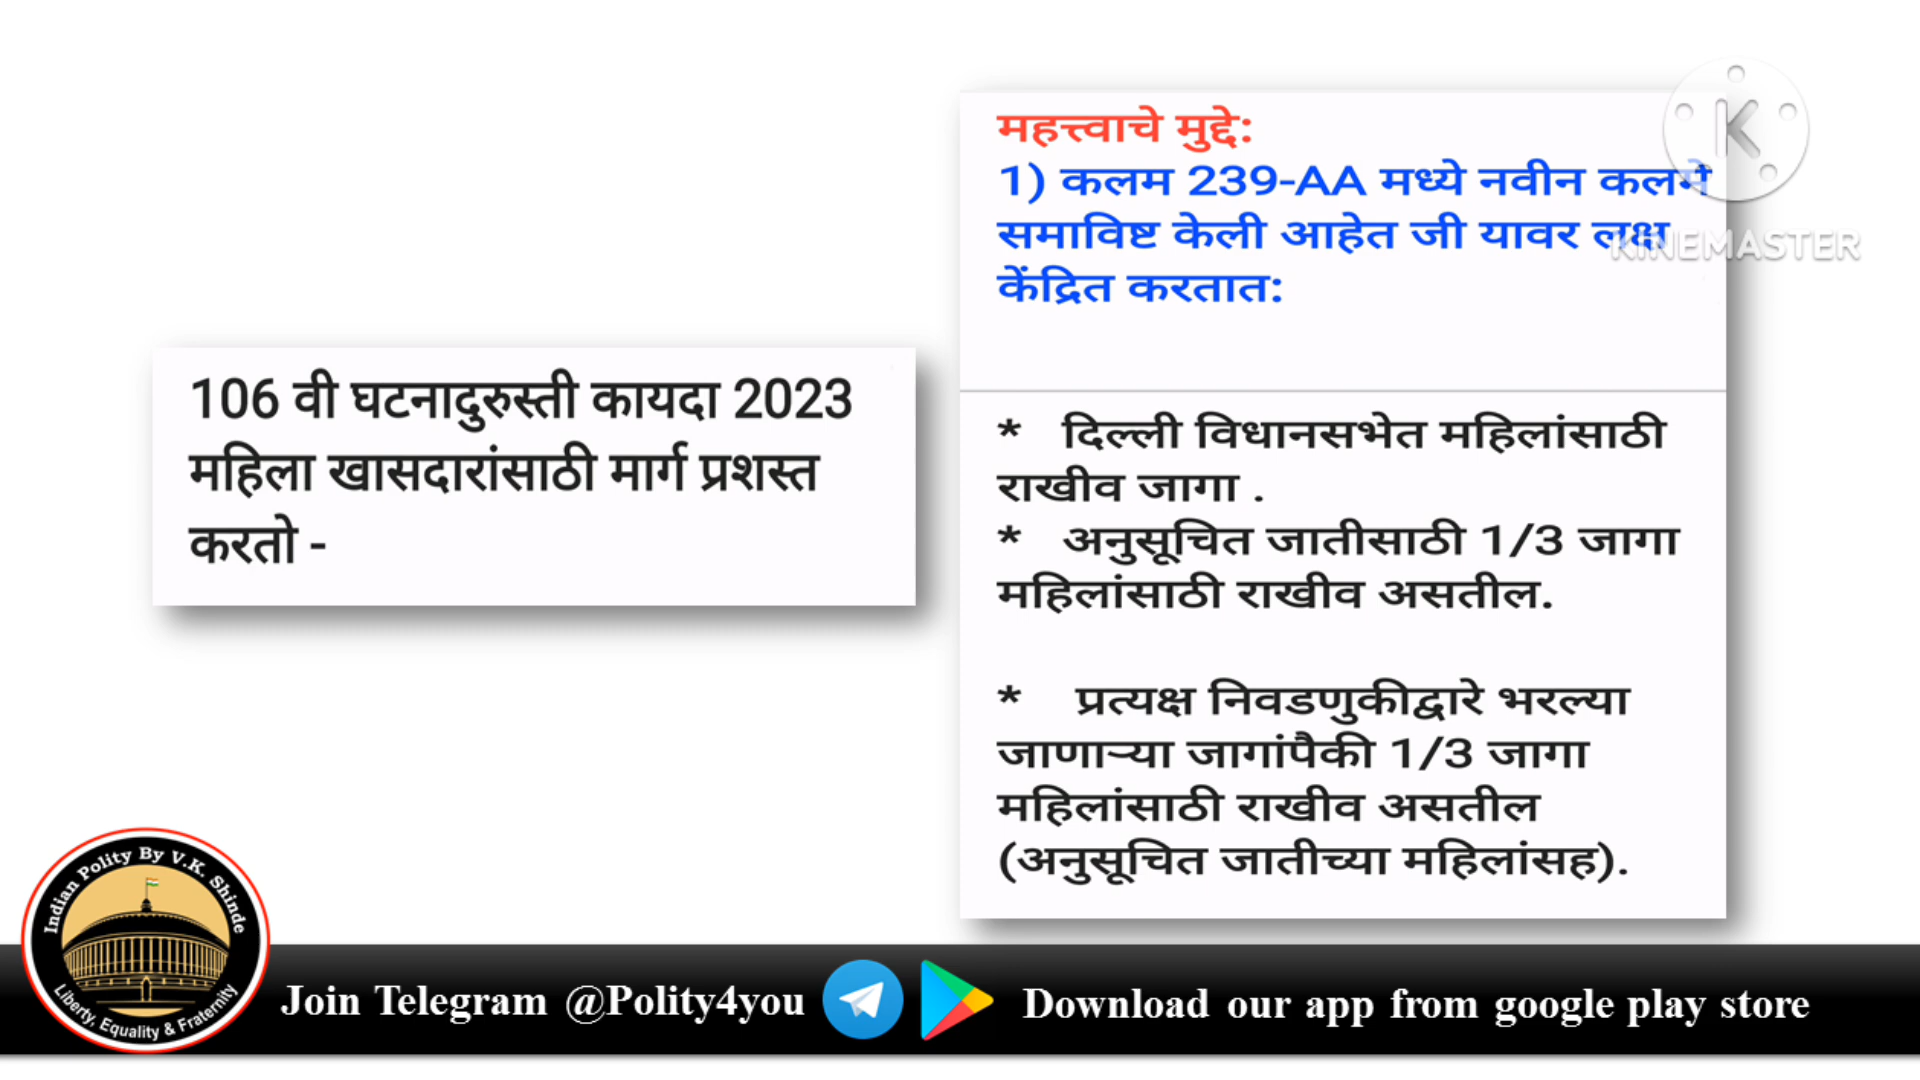 106 वी घटनादुरुस्ती कायदा 2023
महिला खासदारांसाठी मार्ग प्रशस्त
करतो -
महत्त्वाचे मुद्दे:
1) कलम 239-AA मध्ये नवीन कलमे
समाविष्ट केली आहेत जी यावर लक्ष
केंद्रित करतात:
* दिल्ली विधानसभेत महिलांसाठी
राखीव जागा .
* अनुसूचित जातीसाठी 1/3 जागा
महिलांसाठी राखीव असतील.
* प्रत्यक्ष निवडणुकीद्वारे भरल्या
जाणाऱ्या जागांपैकी 1/3 जागा
महिलांसाठी राखीव असतील
(अनुसूचित जातीच्या महिलांसह).
K
KINEMASTER
Indian Polity By V.K. Shinde
Liberty, Equality & Fraternity
Join Telegram @Polity4you
Download our app from google play store